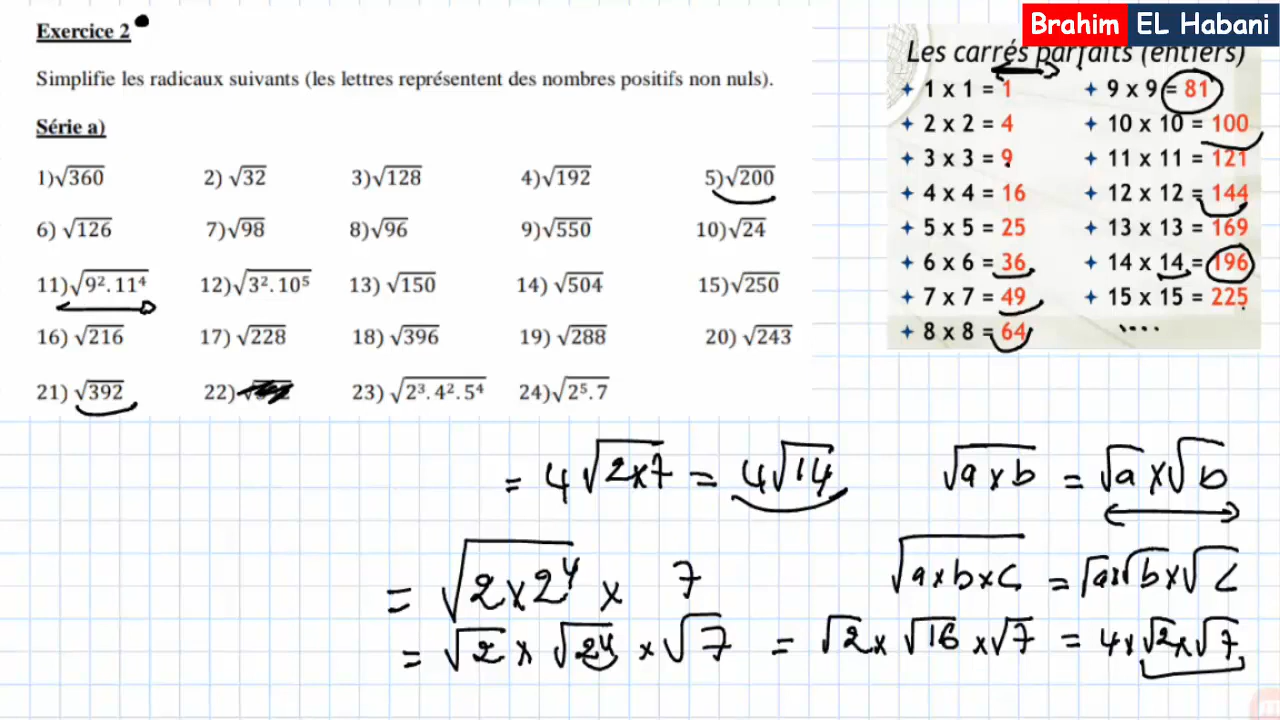 Brahim EL Habani
Exercice 2
Simplifie les radicaux suivants (les lettres représentent des nombres positifs non nuls).
Série a)
1)√360 2) √32 3)√128 4)√192 5)√200
6) √126 7)√98 8)√96 9)√550 10)√24
11)√9².11⁴ 12)√3².10⁵ 13) √150 14) √504 15)√250
16) √216 17) √228 18) √396 19) √288 20) √243
21) √392 22) 23) √2³.4².5⁴ 24)√2⁵.7
Les carrés parfaits (entiers)
1 x 1 = 1
2 x 2 = 4
3 x 3 = 9
4 x 4 = 16
5 x 5 = 25
6 x 6 = 36
7 x 7 = 49
8 x 8 = 64
9 x 9 = 81
10 x 10 = 100
11 x 11 = 121
12 x 12 = 144
13 x 13 = 169
14 x 14 = 196
15 x 15 = 225
....
= 4√2x7 = 4√14
√a x b = √a x √b
= √2 x 2⁴ x 7
√a x b x c = √a x √b x √c
= √2 x √2⁴ x √7 = √2 x √16 x √7 = 4 x √2 x √7